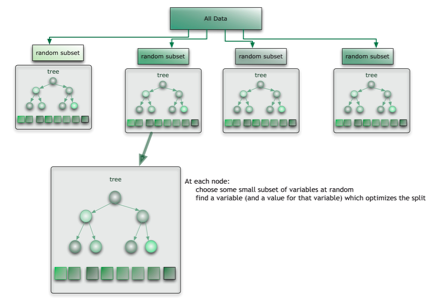 All Data
random subset
random subset
random subset
random subset
tree
tree
tree
tree
tree
At each node:
choose some small subset of variables at random
find a variable (and a value for that variable) which optimizes the split